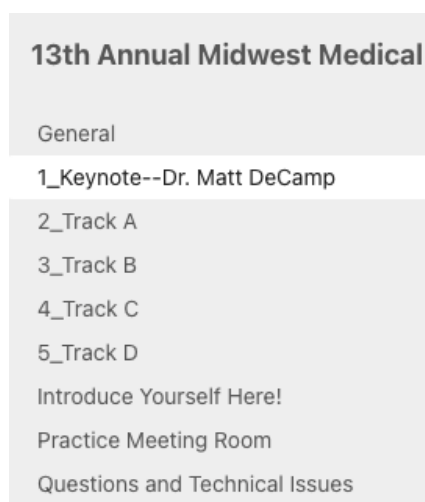 13th Annual Midwest Medical
General
1_Keynote--Dr. Matt DeCamp
2_Track A
3_Track B
4_Track C
5_Track D
Introduce Yourself Here!
Practice Meeting Room
Questions and Technical Issues